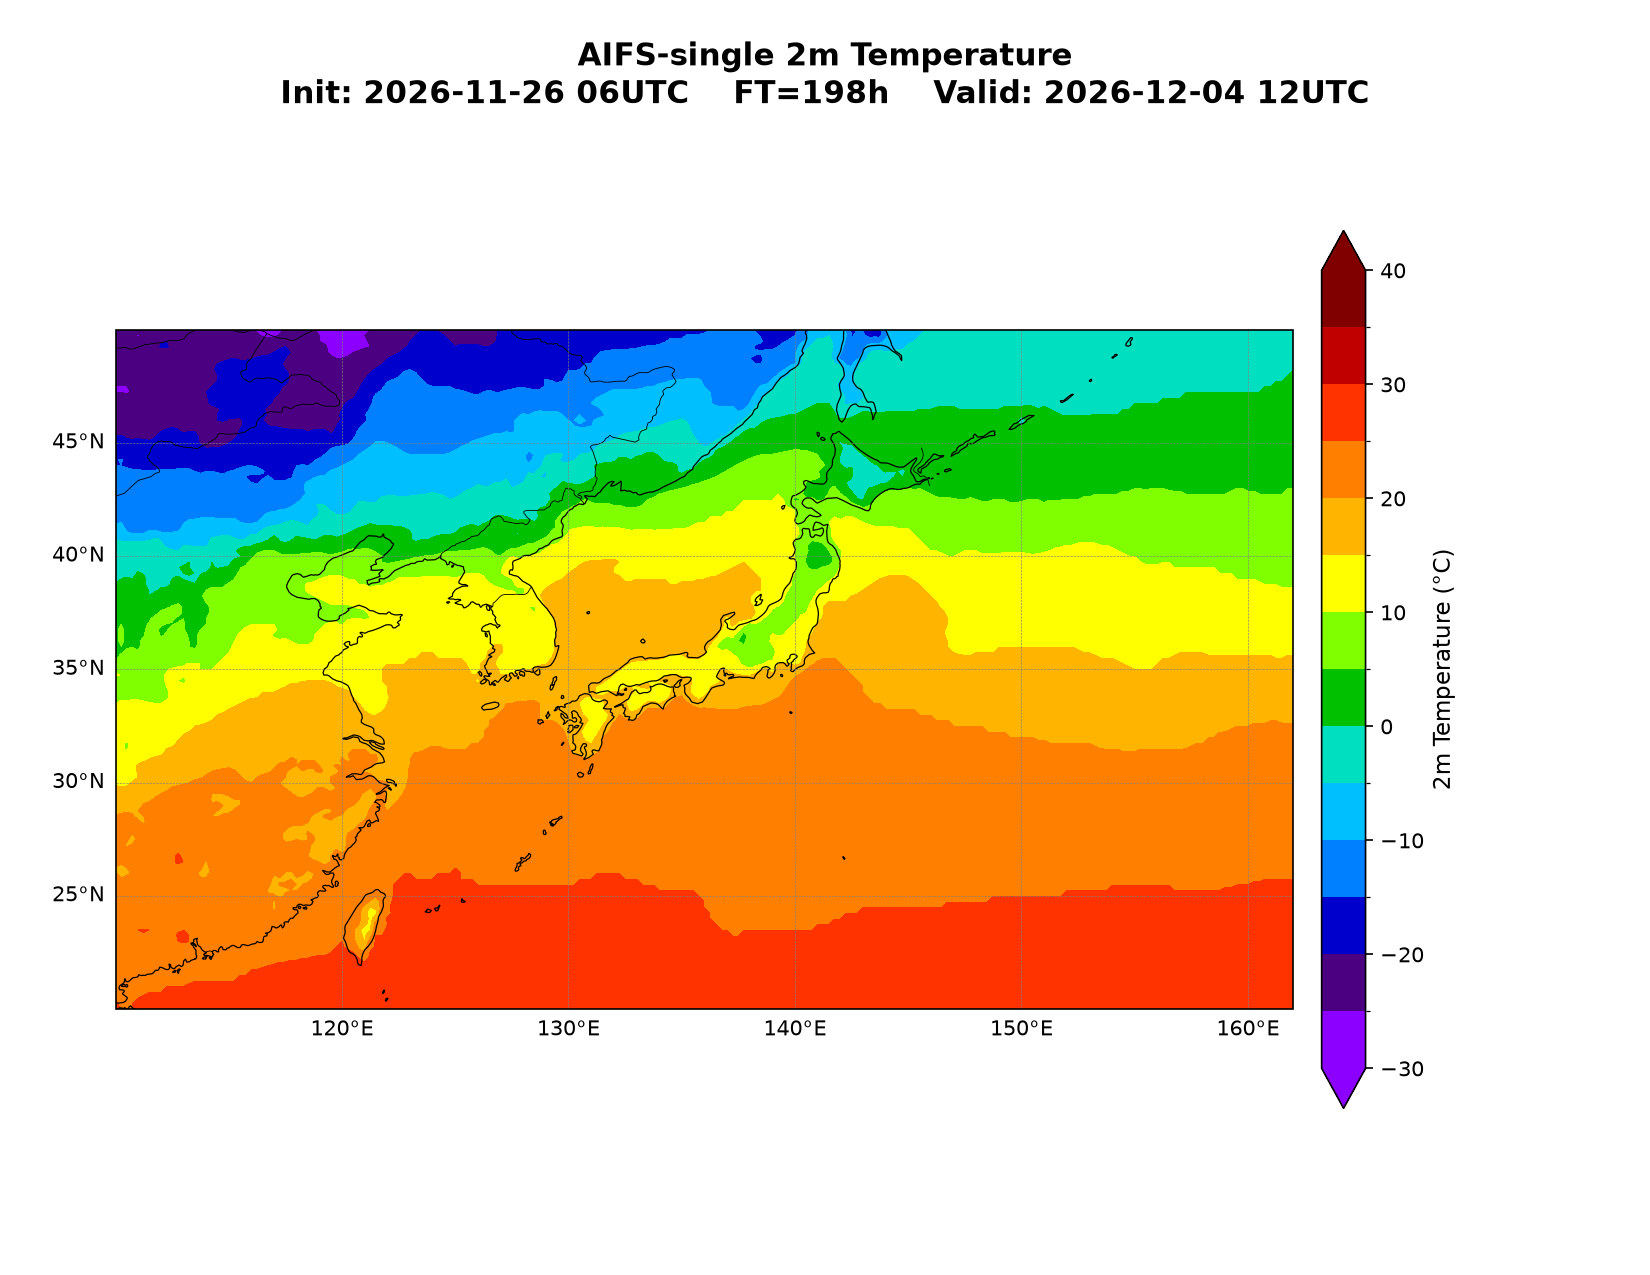 AIFS-single 2m Temperature
Init: 2026-11-26 06UTC    FT=198h    Valid: 2026-12-04 12UTC
45°N
40°N
35°N
30°N
25°N
120°E
130°E
140°E
150°E
160°E
40
30
20
10
0
−10
−20
−30
2m Temperature (°C)